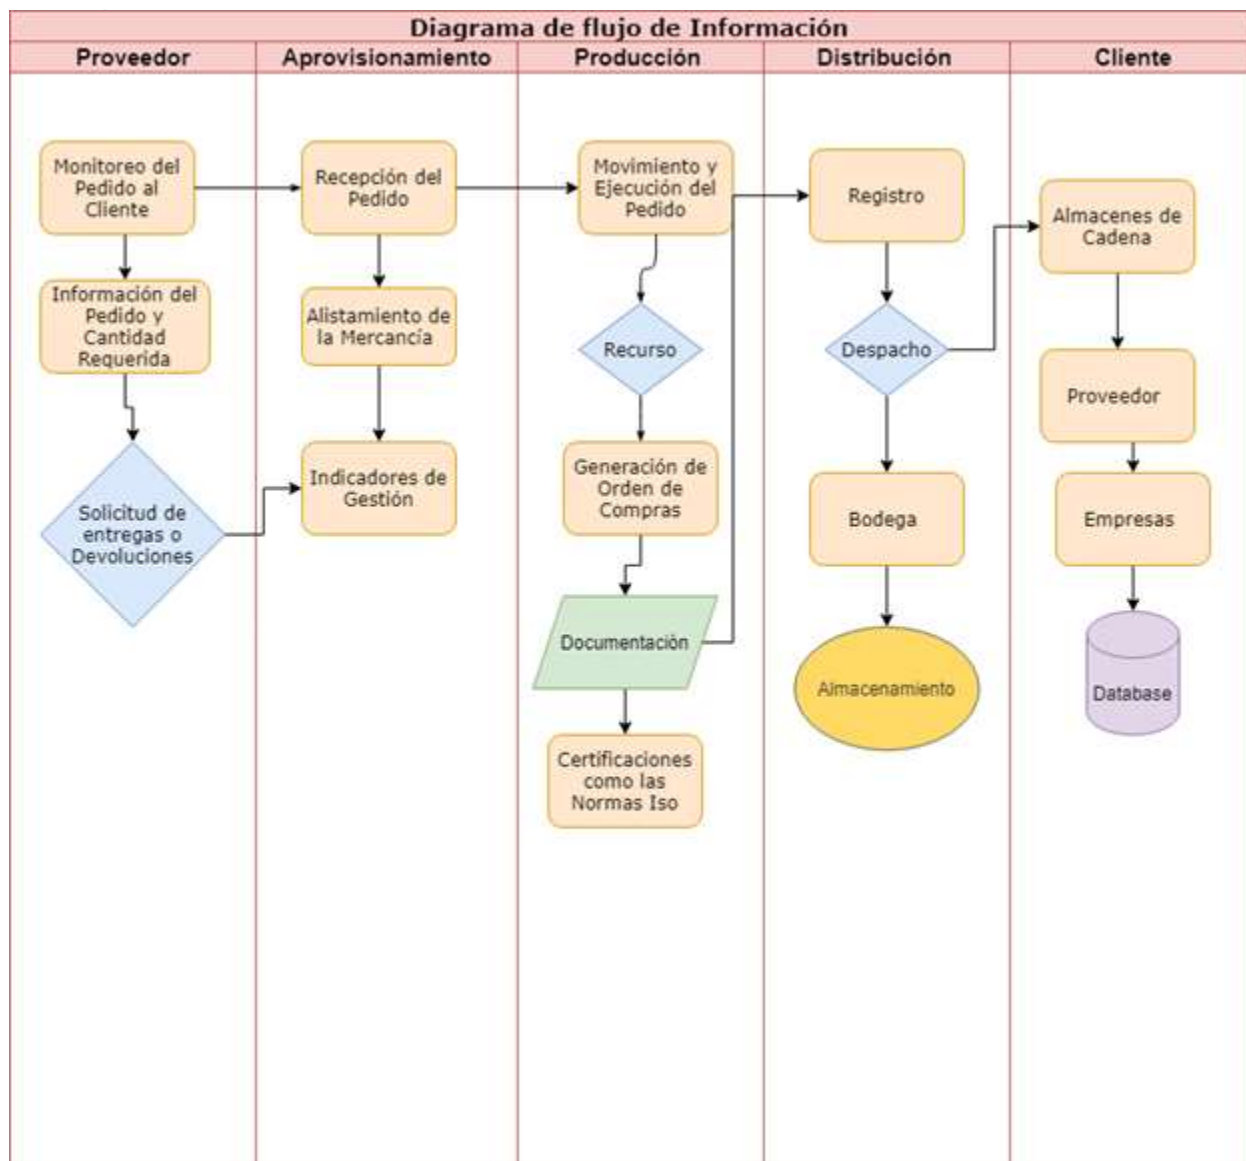 Diagrama de flujo de Información
Proveedor
Aprovisionamiento
Producción
Distribución
Cliente
Monitoreo del
Pedido al
Cliente
Información del
Pedido y
Cantidad
Requerida
Solicitud de
entregas o
Devoluciones
Recepción del
Pedido
Alistamiento de
la Mercancía
Indicadores de
Gestión
Movimiento y
Ejecución del
Pedido
Recurso
Generación de
Orden de
Compras
Documentación
Certificaciones
como las
Normas Iso
Registro
Despacho
Bodega
Almacenamiento
Almacenes de
Cadena
Proveedor
Empresas
Database